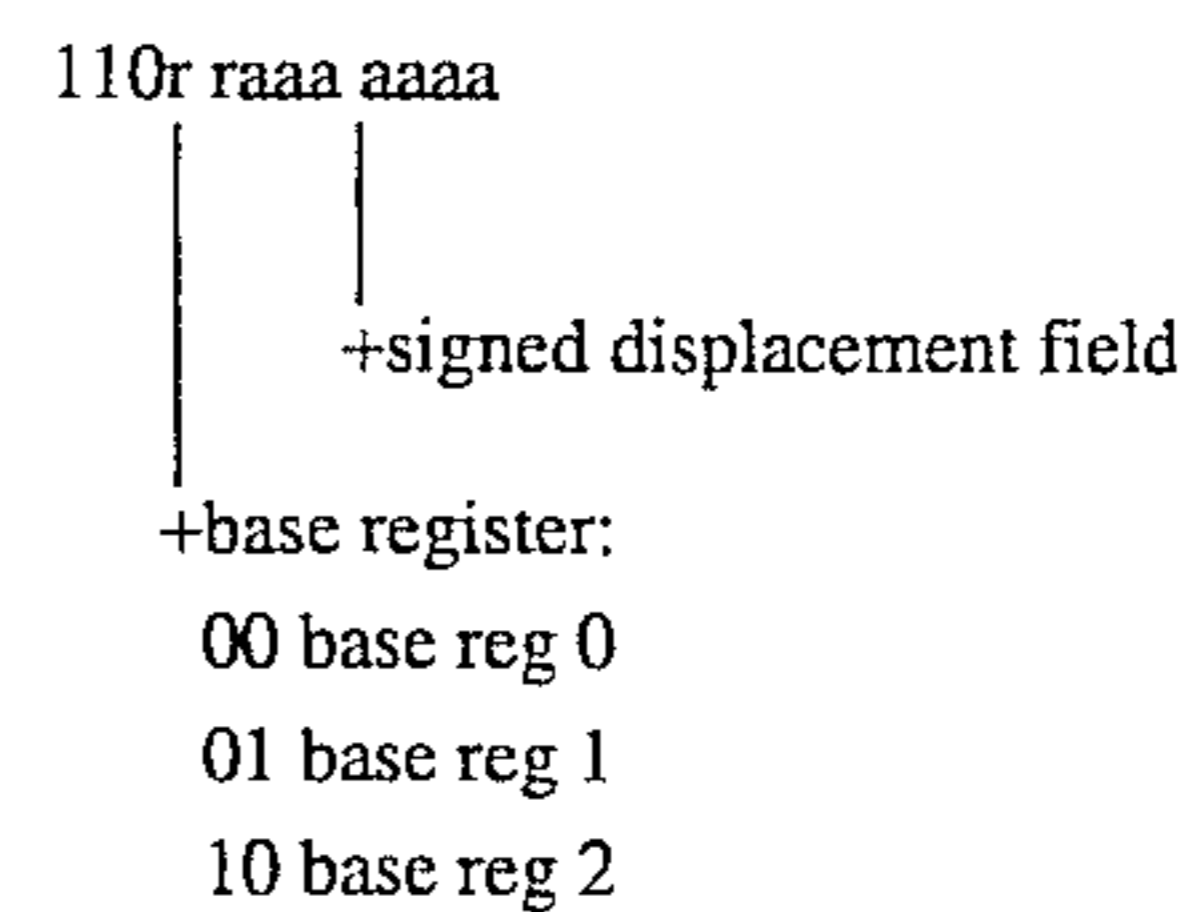 110r raaa aaaa
+signed displacement field
+base register:
00 base reg 0
01 base reg 1
10 base reg 2